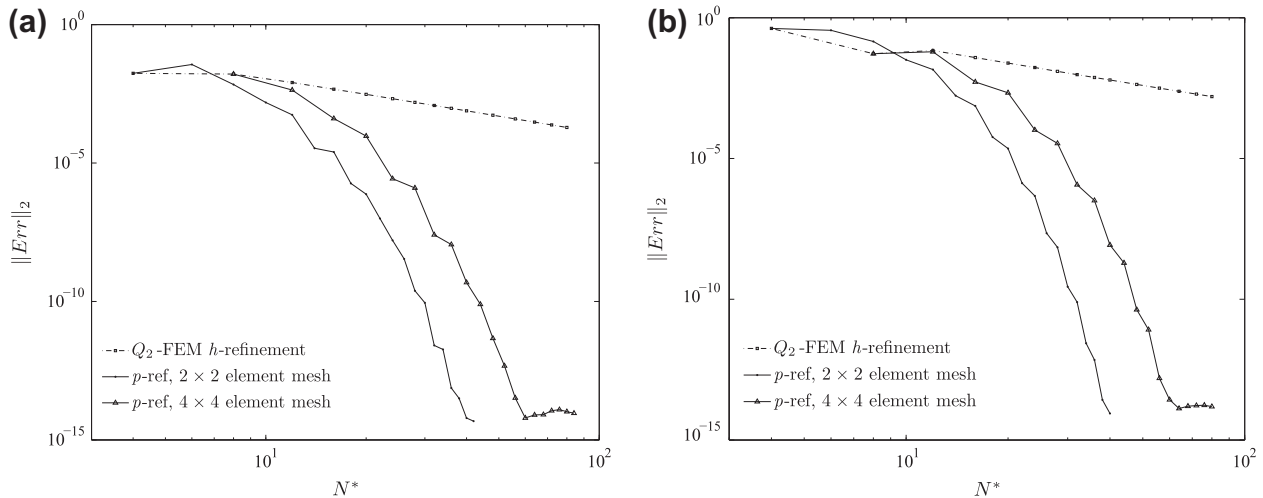 (a)
10^0
10^-5
10^-10
10^-15
‖Err‖_2
Q_2-FEM h-refinement
p-ref, 2 × 2 element mesh
p-ref, 4 × 4 element mesh
10^1
10^2
N*
(b)
10^0
10^-5
10^-10
10^-15
‖Err‖_2
Q_2-FEM h-refinement
p-ref, 2 × 2 element mesh
p-ref, 4 × 4 element mesh
10^1
10^2
N*